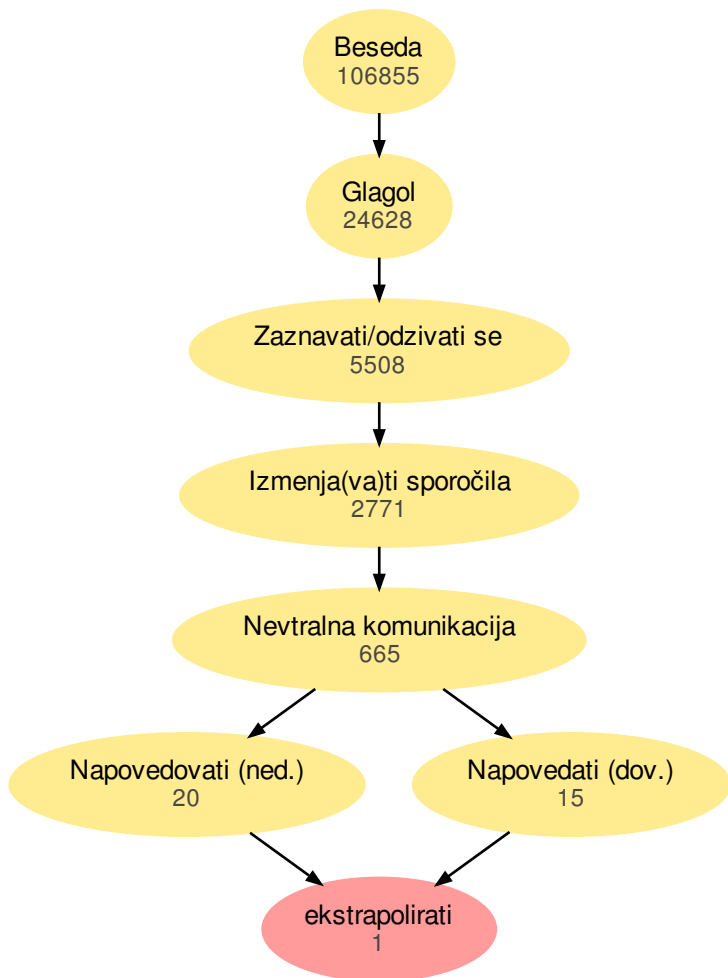 Beseda
106855
Glagol
24628
Zaznavati/odzivati se
5508
Izmenja(va)ti sporočila
2771
Nevtralna komunikacija
665
Napovedovati (ned.)
20
Napovedati (dov.)
15
ekstrapolirati
1